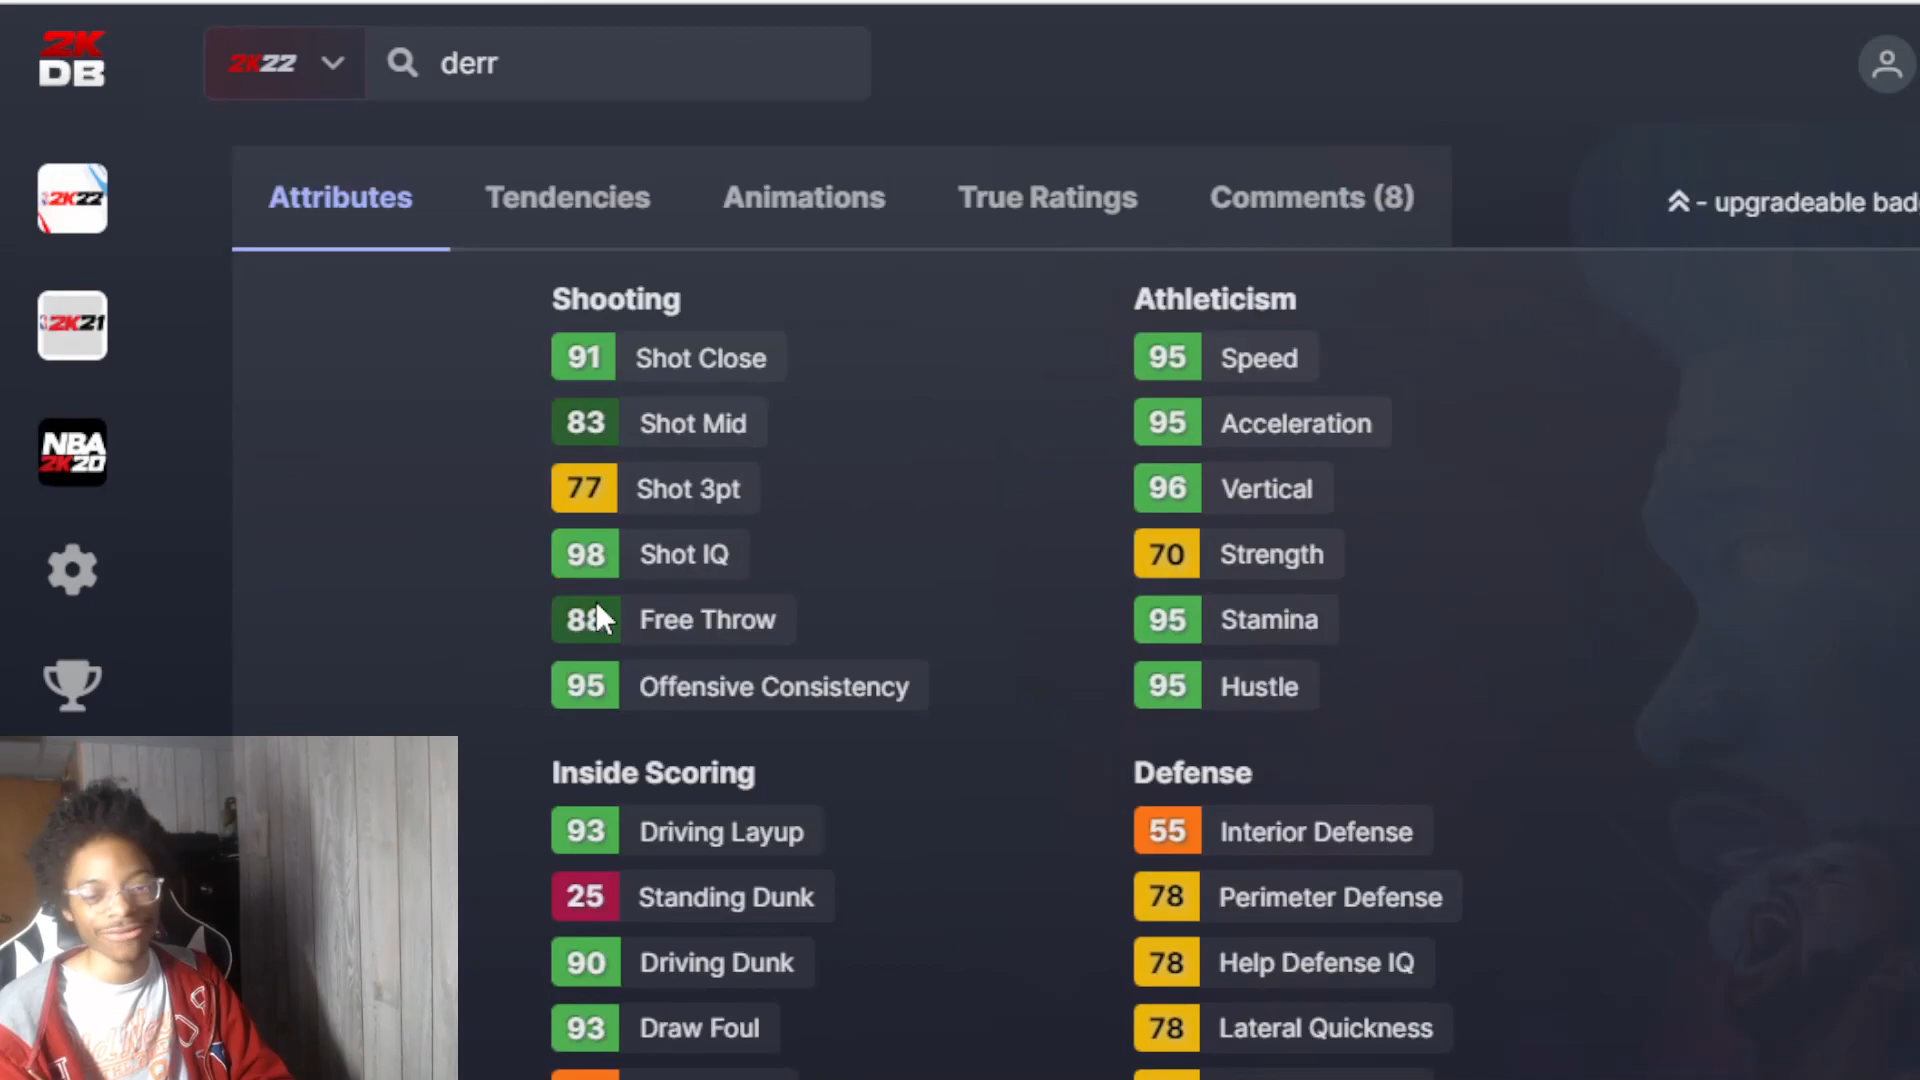 2K
DB
2K22
derr
2K22
2K21
NBA
2K20
Attributes
Tendencies
Animations
True Ratings
Comments (8)
- upgradeable bad
Shooting
91 Shot Close
83 Shot Mid
77 Shot 3pt
98 Shot IQ
88 Free Throw
95 Offensive Consistency
Athleticism
95 Speed
95 Acceleration
96 Vertical
70 Strength
95 Stamina
95 Hustle
Inside Scoring
93 Driving Layup
25 Standing Dunk
90 Driving Dunk
93 Draw Foul
Defense
55 Interior Defense
78 Perimeter Defense
78 Help Defense IQ
78 Lateral Quickness